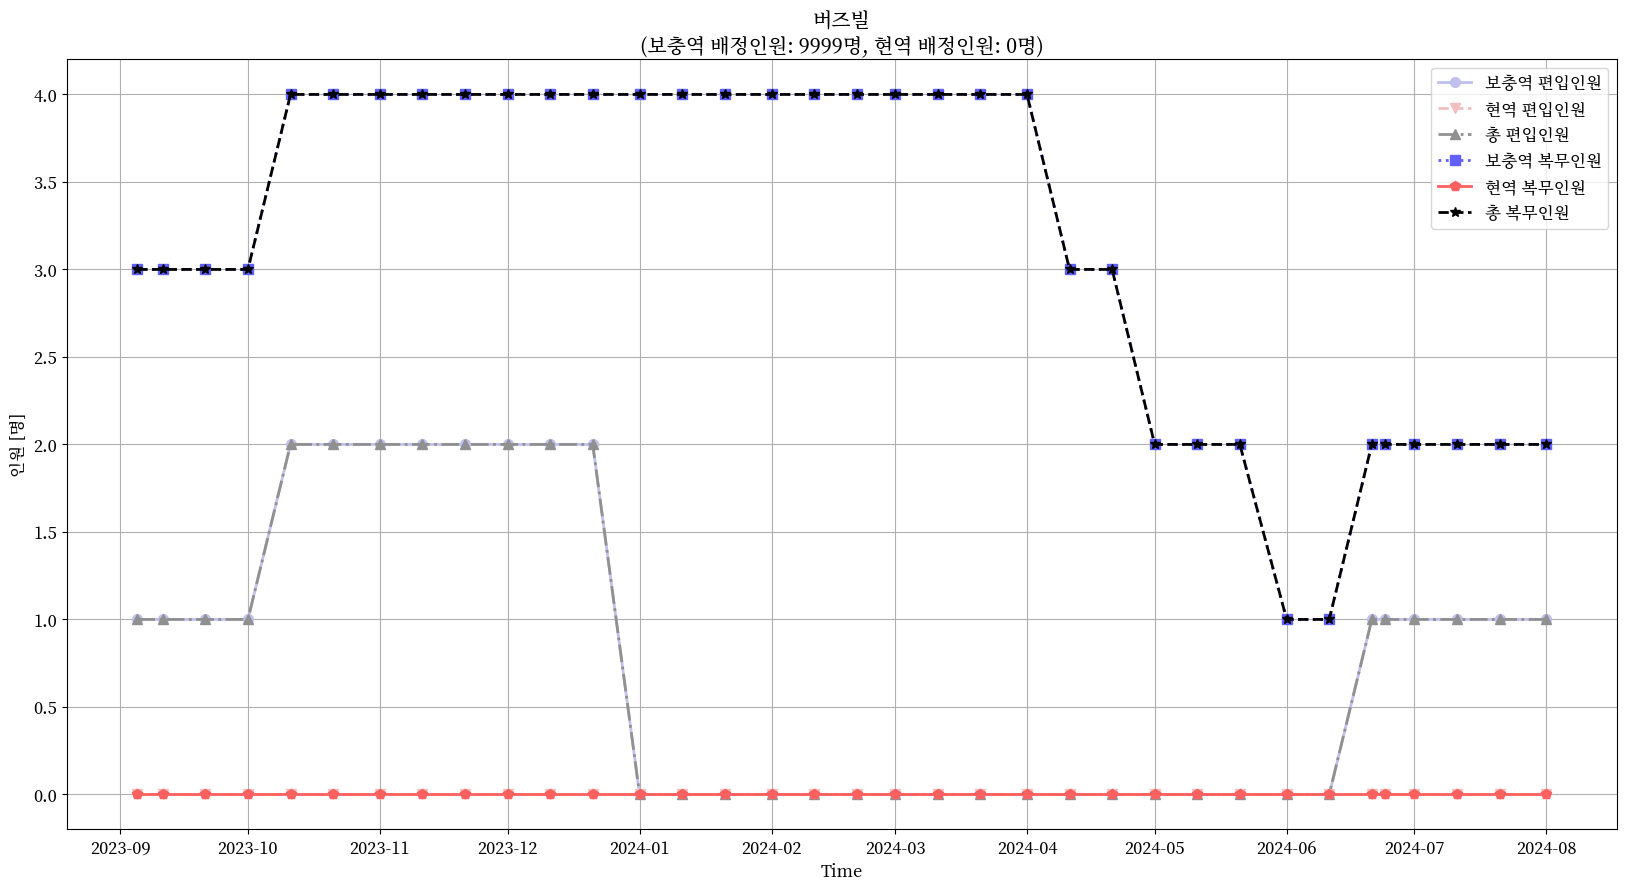 버즈빌
(보충역 배정인원: 9999명, 현역 배정인원: 0명)
보충역 편입인원
현역 편입인원
총 편입인원
보충역 복무인원
현역 복무인원
총 복무인원
인원 [명]
4.0
3.5
3.0
2.5
2.0
1.5
1.0
0.5
0.0
2023-09 2023-10 2023-11 2023-12 2024-01 2024-02 2024-03 2024-04 2024-05 2024-06 2024-07 2024-08
Time